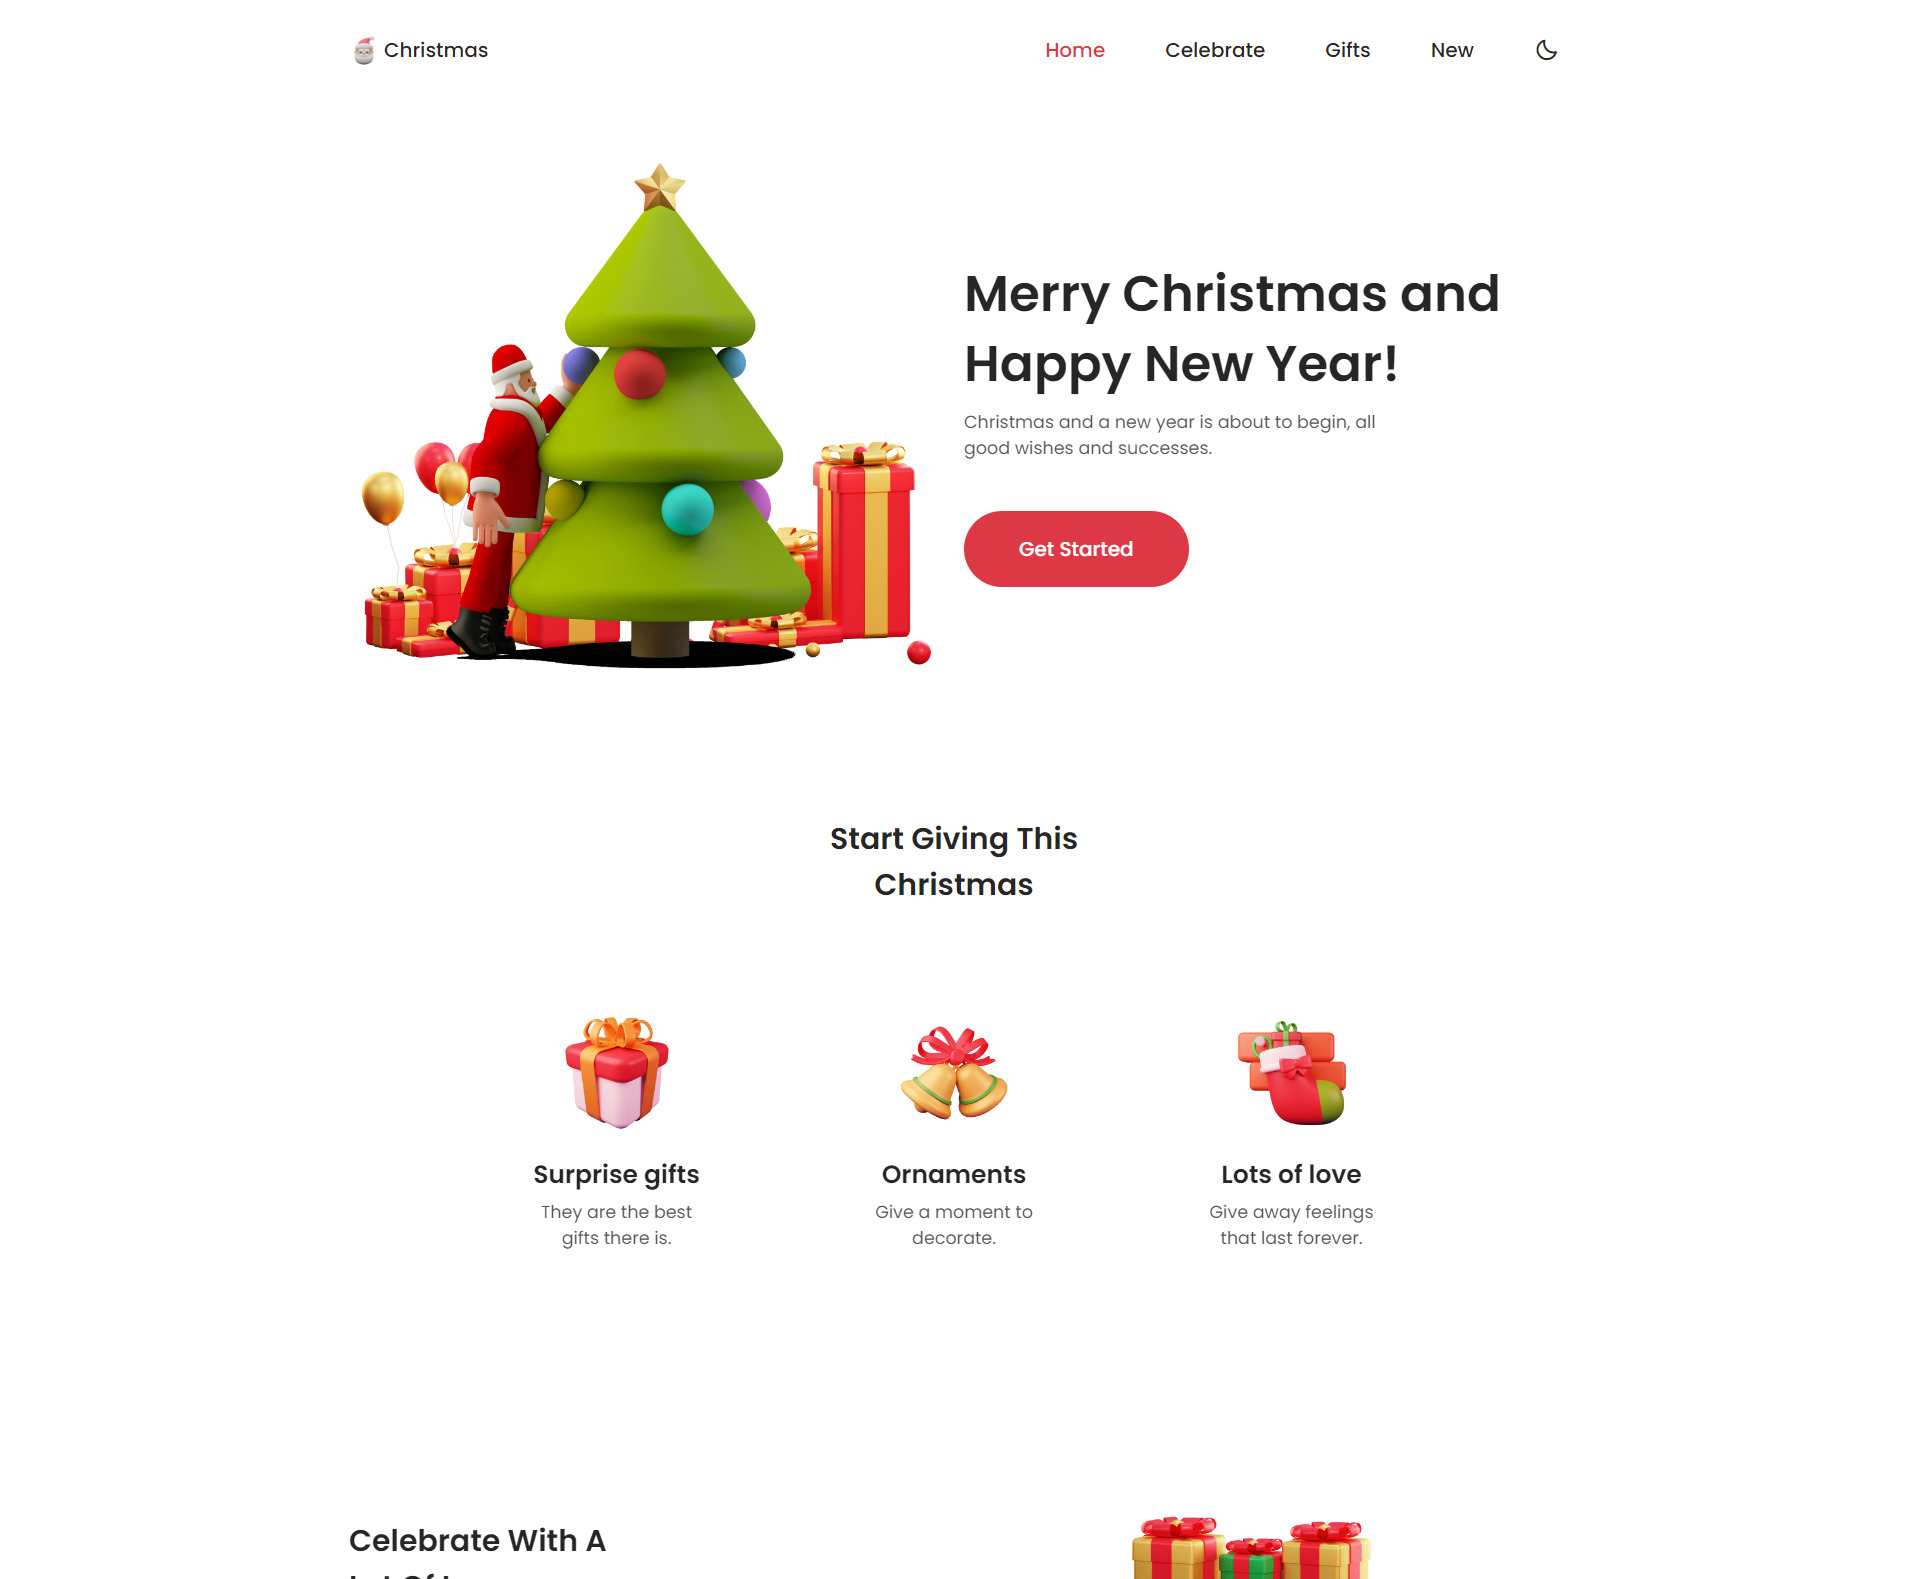 Christmas
Home
Celebrate
Gifts
New
Merry Christmas and
Happy New Year!
Christmas and a new year is about to begin, all
good wishes and successes.
Get Started
Start Giving This
Christmas
Surprise gifts
They are the best
gifts there is.
Ornaments
Give a moment to
decorate.
Lots of love
Give away feelings
that last forever.
Celebrate With A